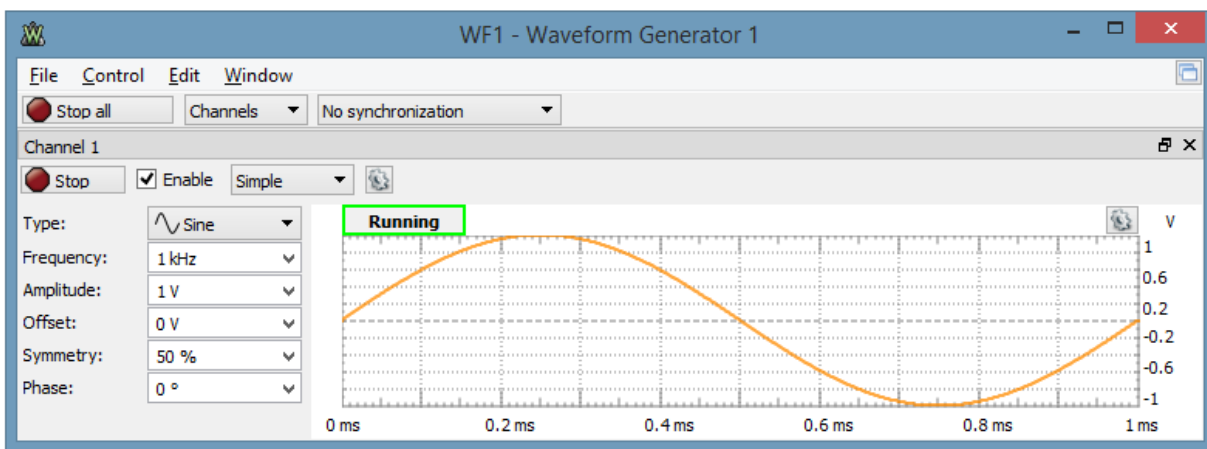 WF1 - Waveform Generator 1
File Control Edit Window
Stop all Channels No synchronization
Channel 1
Stop Enable Simple
Type: Sine Running V
Frequency: 1 kHz
Amplitude: 1 V
Offset: 0 V
Symmetry: 50 %
Phase: 0 °
1
0.6
0.2
-0.2
-0.6
-1
0 ms 0.2 ms 0.4 ms 0.6 ms 0.8 ms 1 ms